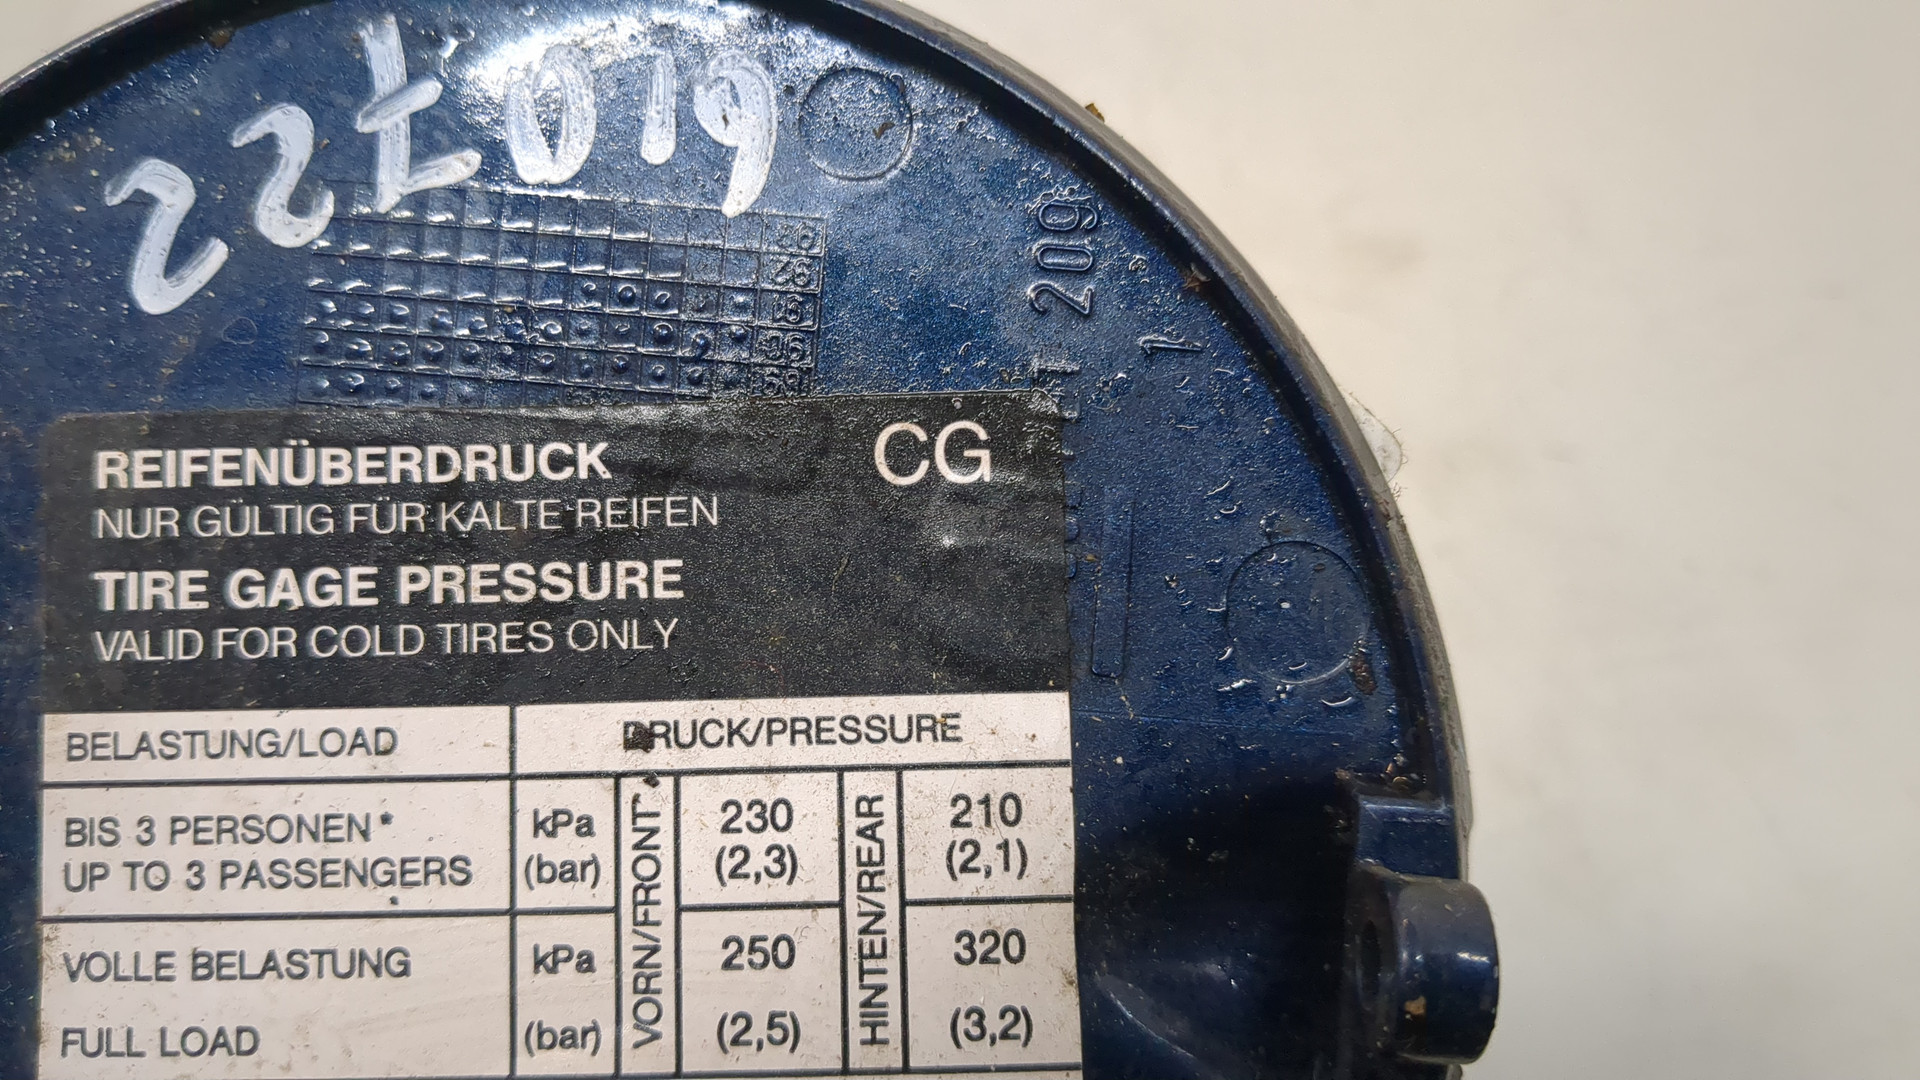 227019
209
1
REIFENÜBERDRUCK CG
NUR GÜLTIG FÜR KALTE REIFEN
TIRE GAGE PRESSURE
VALID FOR COLD TIRES ONLY
BELASTUNG/LOAD DRUCK/PRESSURE
BIS 3 PERSONEN* kPa 230 210
UP TO 3 PASSENGERS (bar) (2,3) (2,1)
VORN/FRONT
HINTEN/REAR
VOLLE BELASTUNG kPa 250 320
FULL LOAD (bar) (2,5) (3,2)